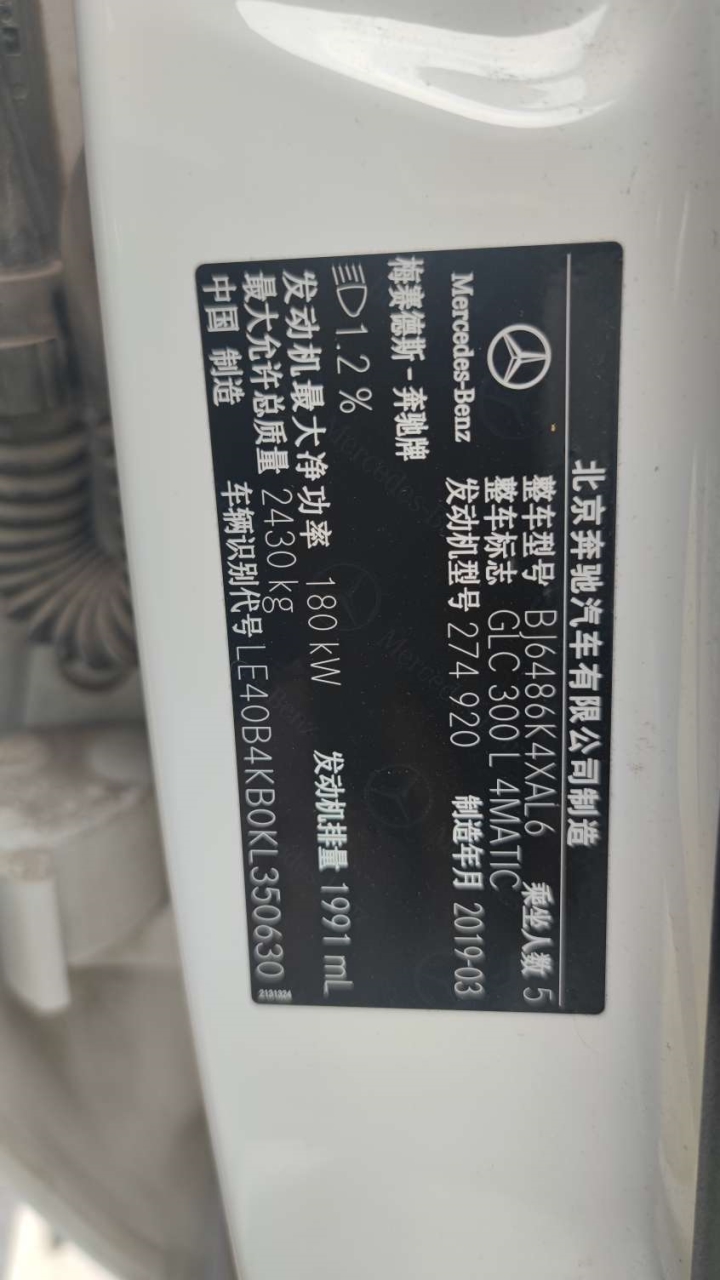 北京奔驰汽车有限公司制造
Mercedes-Benz
整车型号 BJ6486K4XAL6 乘坐人数 5
整车标志 GLC 300 L 4MATIC
发动机型号 274 920 制造年月 2019-03
梅赛德斯-奔驰牌
1.2 %
发动机最大净功率 180 kW 发动机排量 1991 mL
最大允许总质量 2430 kg
中国 制造 车辆识别代号 LE40B4KB0KL350630
2131324